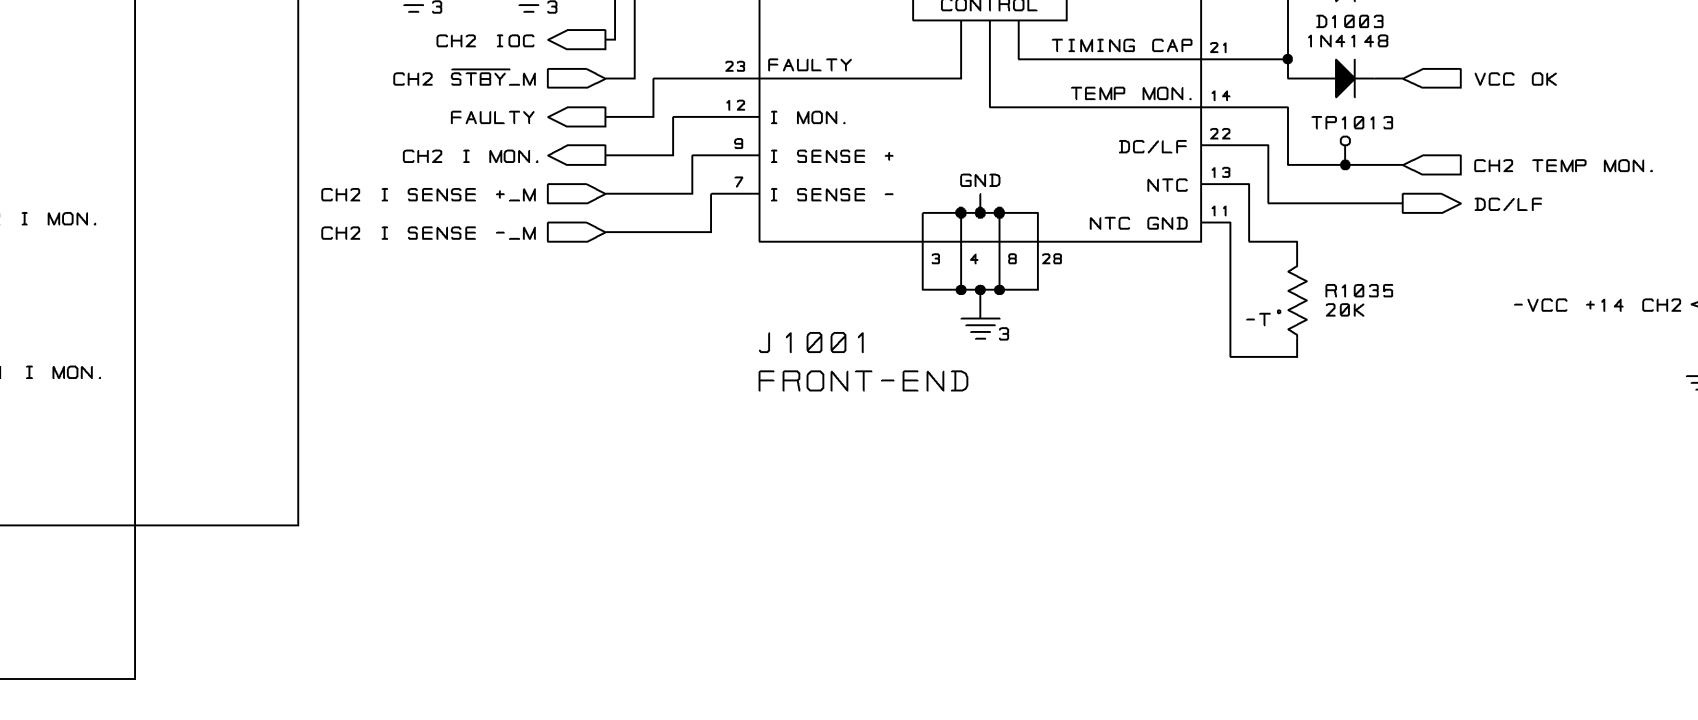 3 3
CONTROL
D1003
1N4148
CH2 IOC
TIMING CAP 21
23 FAULTY
CH2 STBY_M
VCC OK
TEMP MON. 14
12
FAULTY
I MON.
TP1013
9
22
DC/LF
CH2 I MON.
I SENSE +
CH2 TEMP MON.
13
7
GND
NTC
CH2 I SENSE +_M
I SENSE -
DC/LF
11
I MON.
NTC GND
CH2 I SENSE -_M
3 4 8 28
R1035
20K
-VCC +14 CH2
-T°
3
J1001
I MON.
FRONT-END